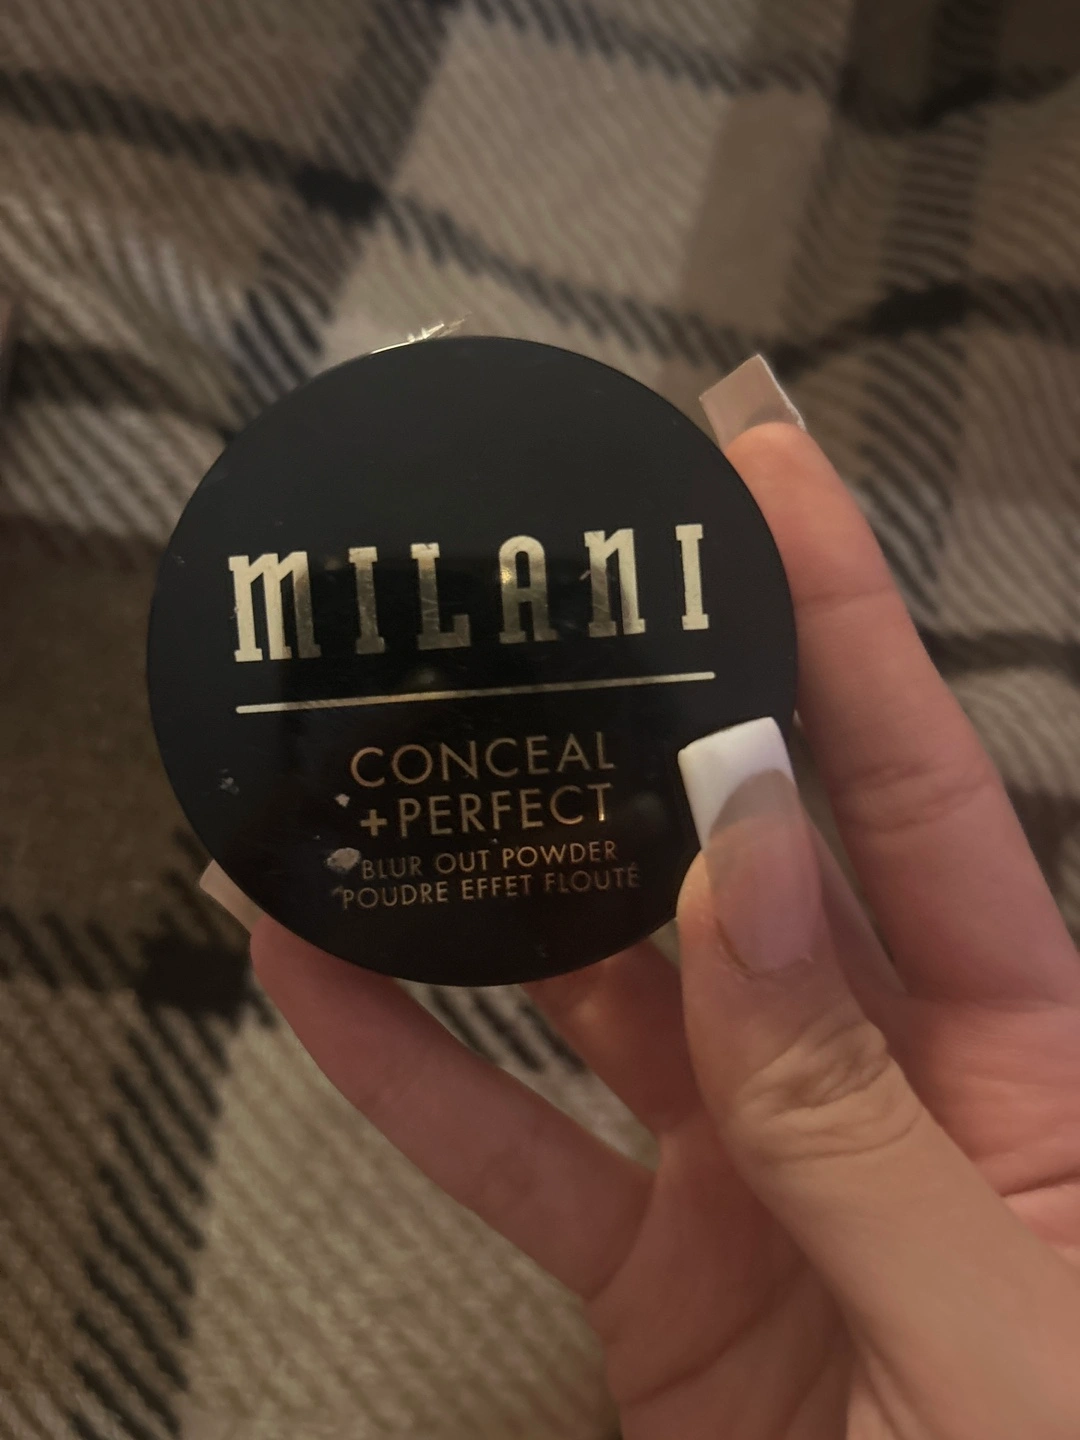 MILANI
CONCEAL
+PERFECT
BLUR OUT POWDER
POUDRE EFFET FLOUTÉ